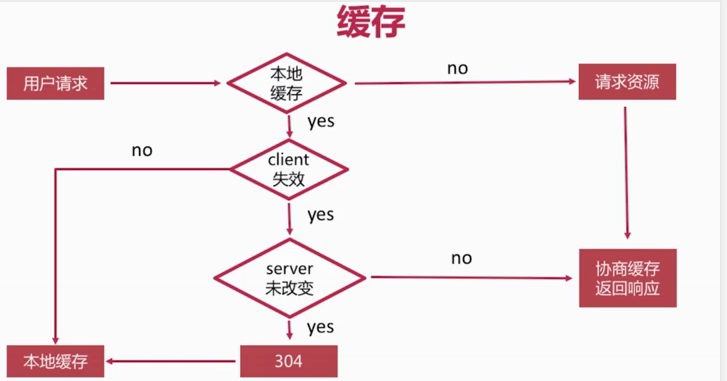 缓存
用户请求
本地
缓存
no
请求资源
yes
no
client
失效
yes
server
未改变
no
协商缓存
返回响应
yes
本地缓存
304